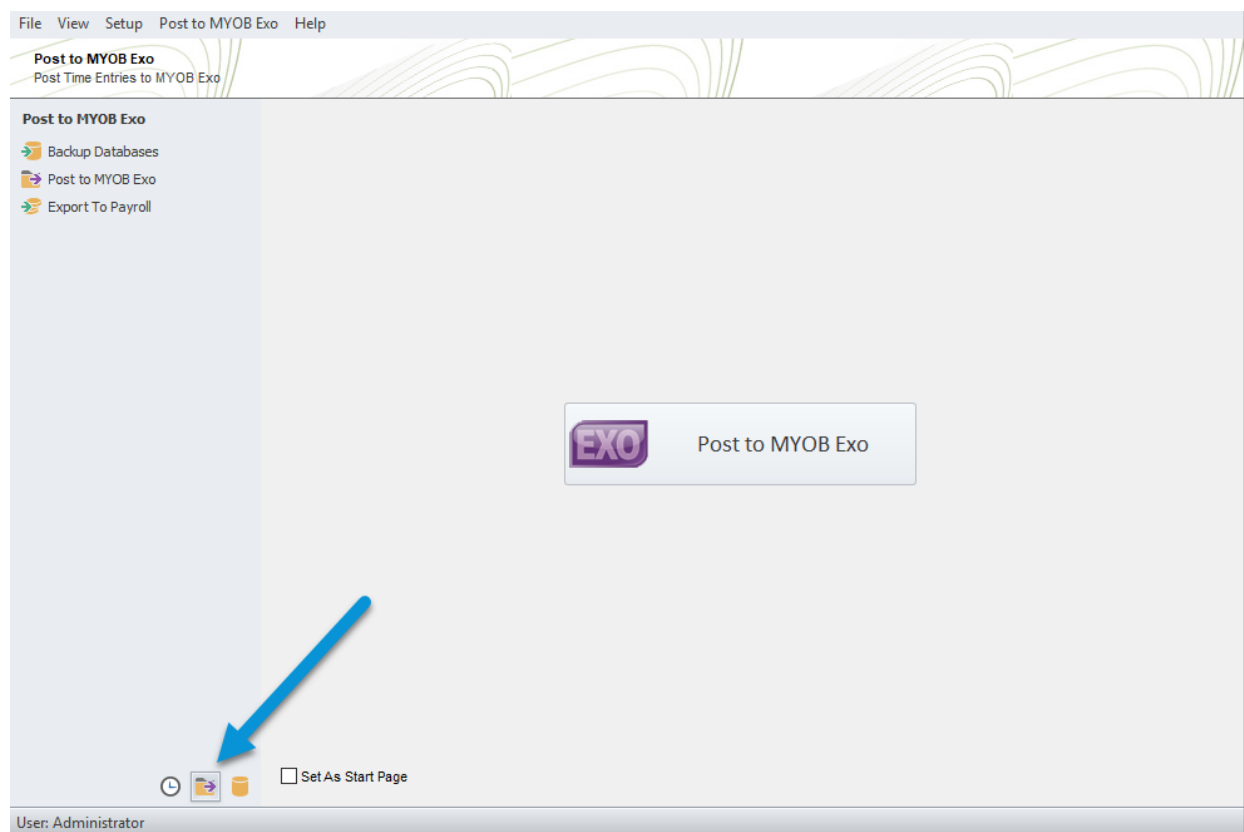 File View Setup Post to MYOB Exo Help
Post to MYOB Exo
Post Time Entries to MYOB Exo
Post to MYOB Exo
Backup Databases
Post to MYOB Exo
Export To Payroll
EXO Post to MYOB Exo
Set As Start Page
User: Administrator